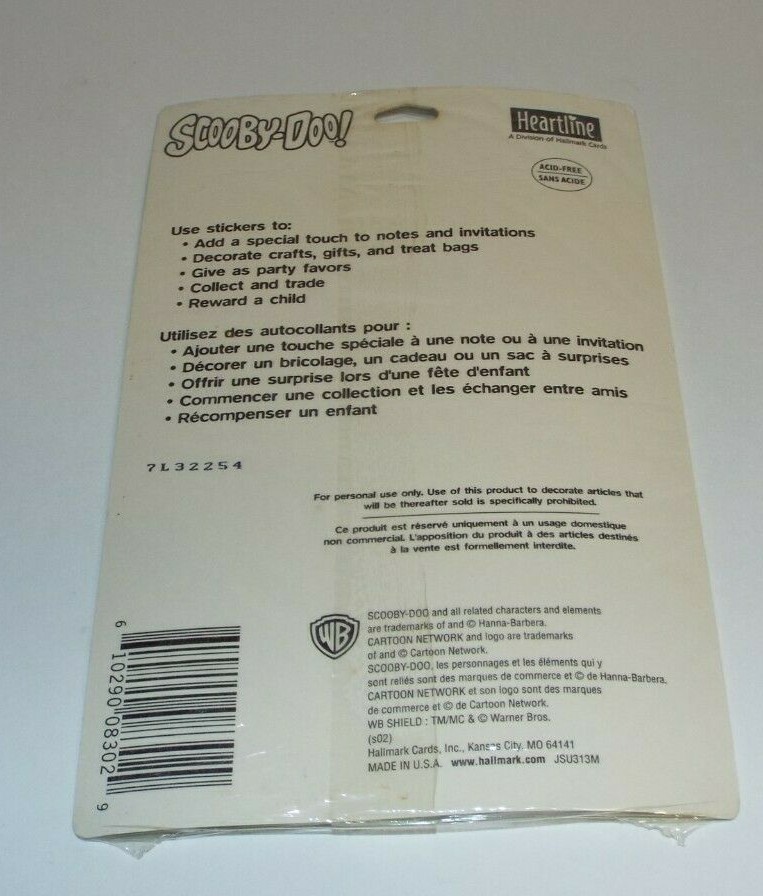 SCOOBY-DOO!
Heartline
A Division of Hallmark Cards
ACID-FREE
SANS ACIDE
Use stickers to:
• Add a special touch to notes and invitations
• Decorate crafts, gifts, and treat bags
• Give as party favors
• Collect and trade
• Reward a child
Utilisez des autocollants pour :
• Ajouter une touche spéciale à une note ou à une invitation
• Décorer un bricolage, un cadeau ou un sac à surprises
• Offrir une surprise lors d'une fête d'enfant
• Commencer une collection et les échanger entre amis
• Récompenser un enfant
7L32254
For personal use only. Use of this product to decorate articles that
will be thereafter sold is specifically prohibited.
Ce produit est réservé uniquement à un usage domestique
non commercial. L'apposition du produit à des articles destinés
à la vente est formellement interdite.
WB
SCOOBY-DOO and all related characters and elements
are trademarks of and © Hanna-Barbera.
CARTOON NETWORK and logo are trademarks
of and © Cartoon Network.
SCOOBY-DOO, les personnages et les éléments qui y
sont reliés sont des marques de commerce et © de Hanna-Barbera.
CARTOON NETWORK et son logo sont des marques
de commerce et © de Cartoon Network.
WB SHIELD : TM/MC & © Warner Bros.
(s02)
Hallmark Cards, Inc., Kansas City, MO 64141
MADE IN U.S.A. www.hallmark.com JSU313M
6 10290 08302 9